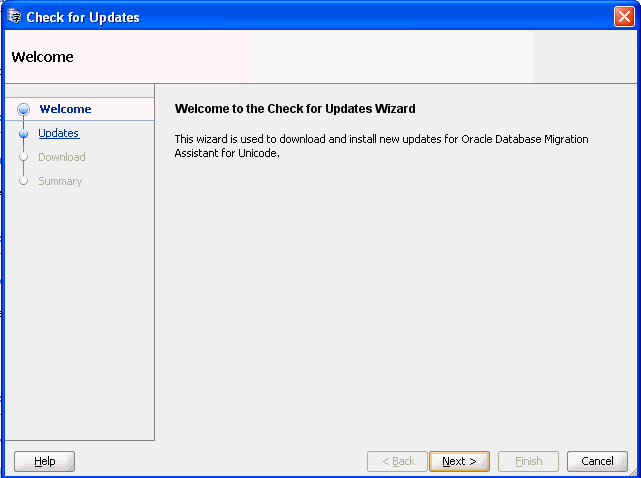 Check for Updates
Welcome
Welcome
Updates
Download
Summary
Welcome to the Check for Updates Wizard
This wizard is used to download and install new updates for Oracle Database Migration
Assistant for Unicode.
Help
< Back
Next >
Finish
Cancel